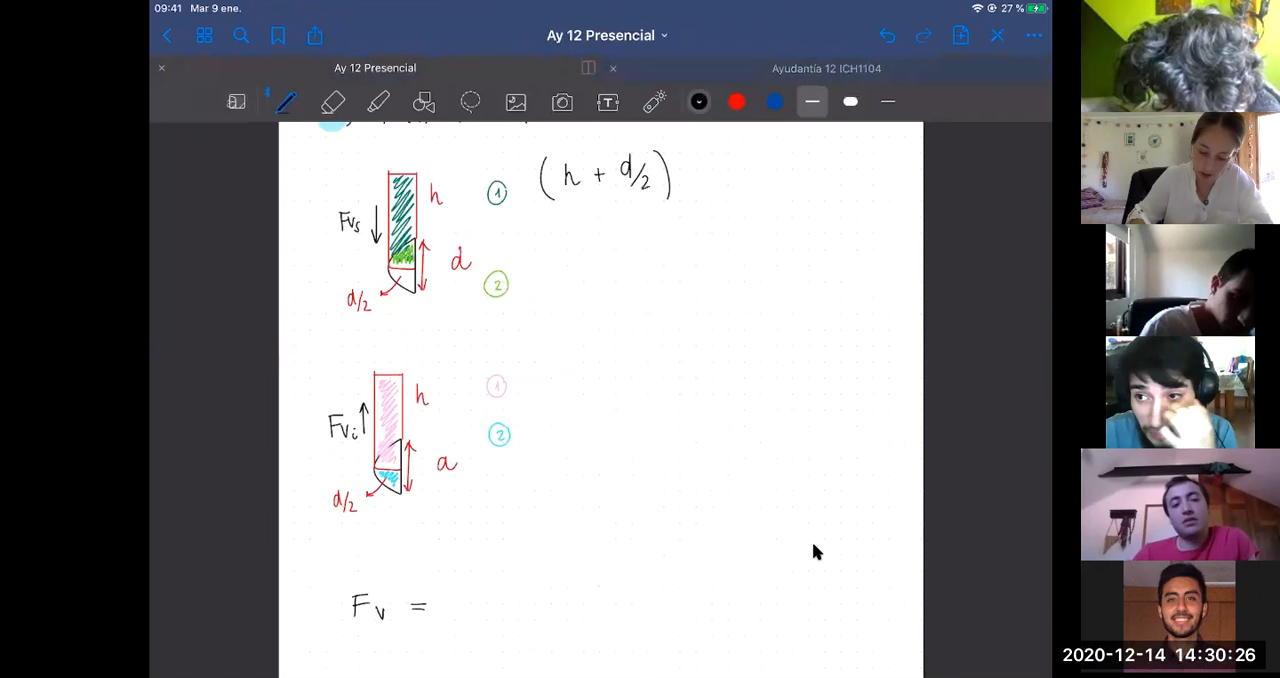 09:41 Mar 9 ene.
27 %
Ay 12 Presencial
Ay 12 Presencial
Ayudantía 12 ICH1104
T
(h + d/2)
h
1
Fvs
d
2
d/2
h
1
Fvi
2
a
d/2
Fv =
2020-12-14 14:30:26